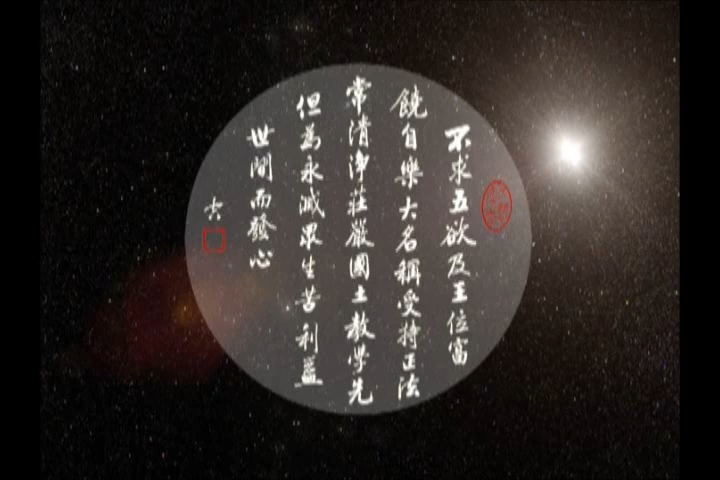 不求五欲及王位富
饒自樂大名稱受持正法
常清淨莊嚴國土教學先
但為永滅眾生苦利益
世間而發心